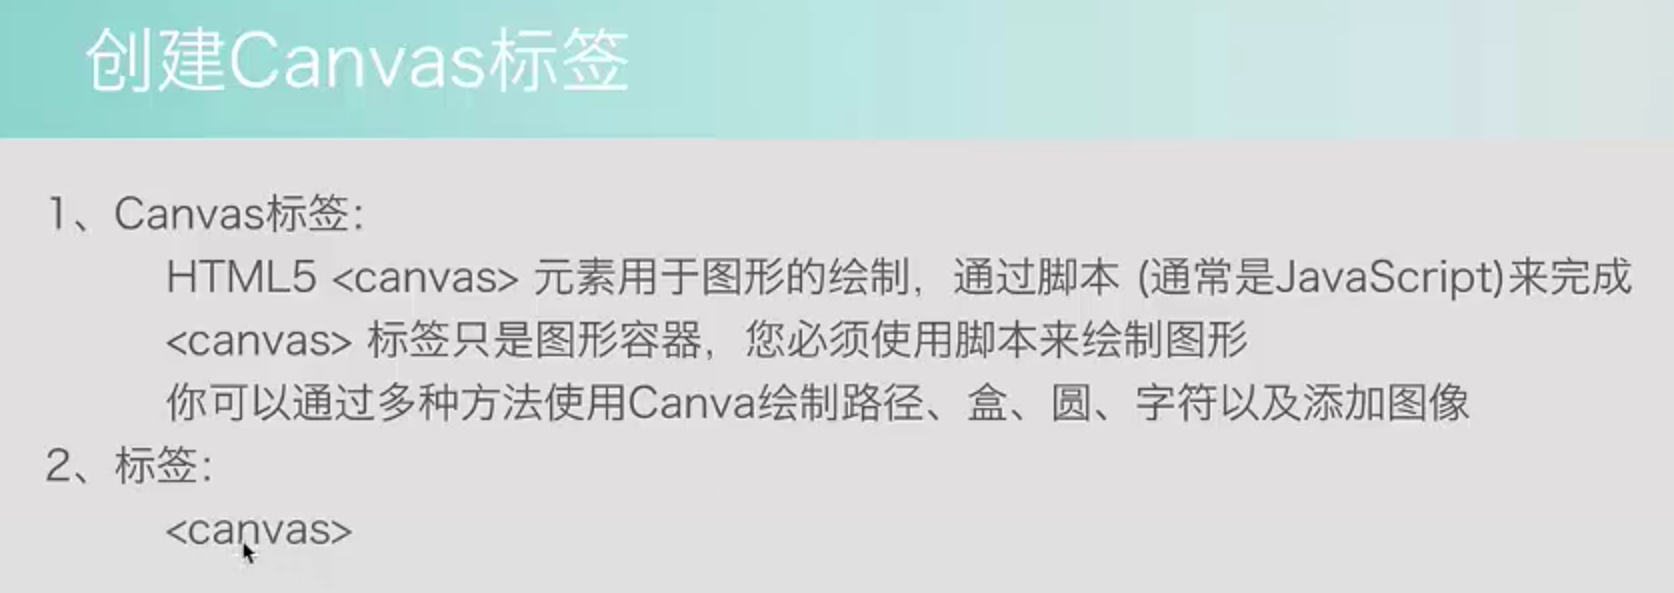 创建Canvas标签
1、Canvas标签：
HTML5 <canvas> 元素用于图形的绘制，通过脚本 (通常是JavaScript)来完成
<canvas> 标签只是图形容器，您必须使用脚本来绘制图形
你可以通过多种方法使用Canva绘制路径、盒、圆、字符以及添加图像
2、标签：
<canvas>